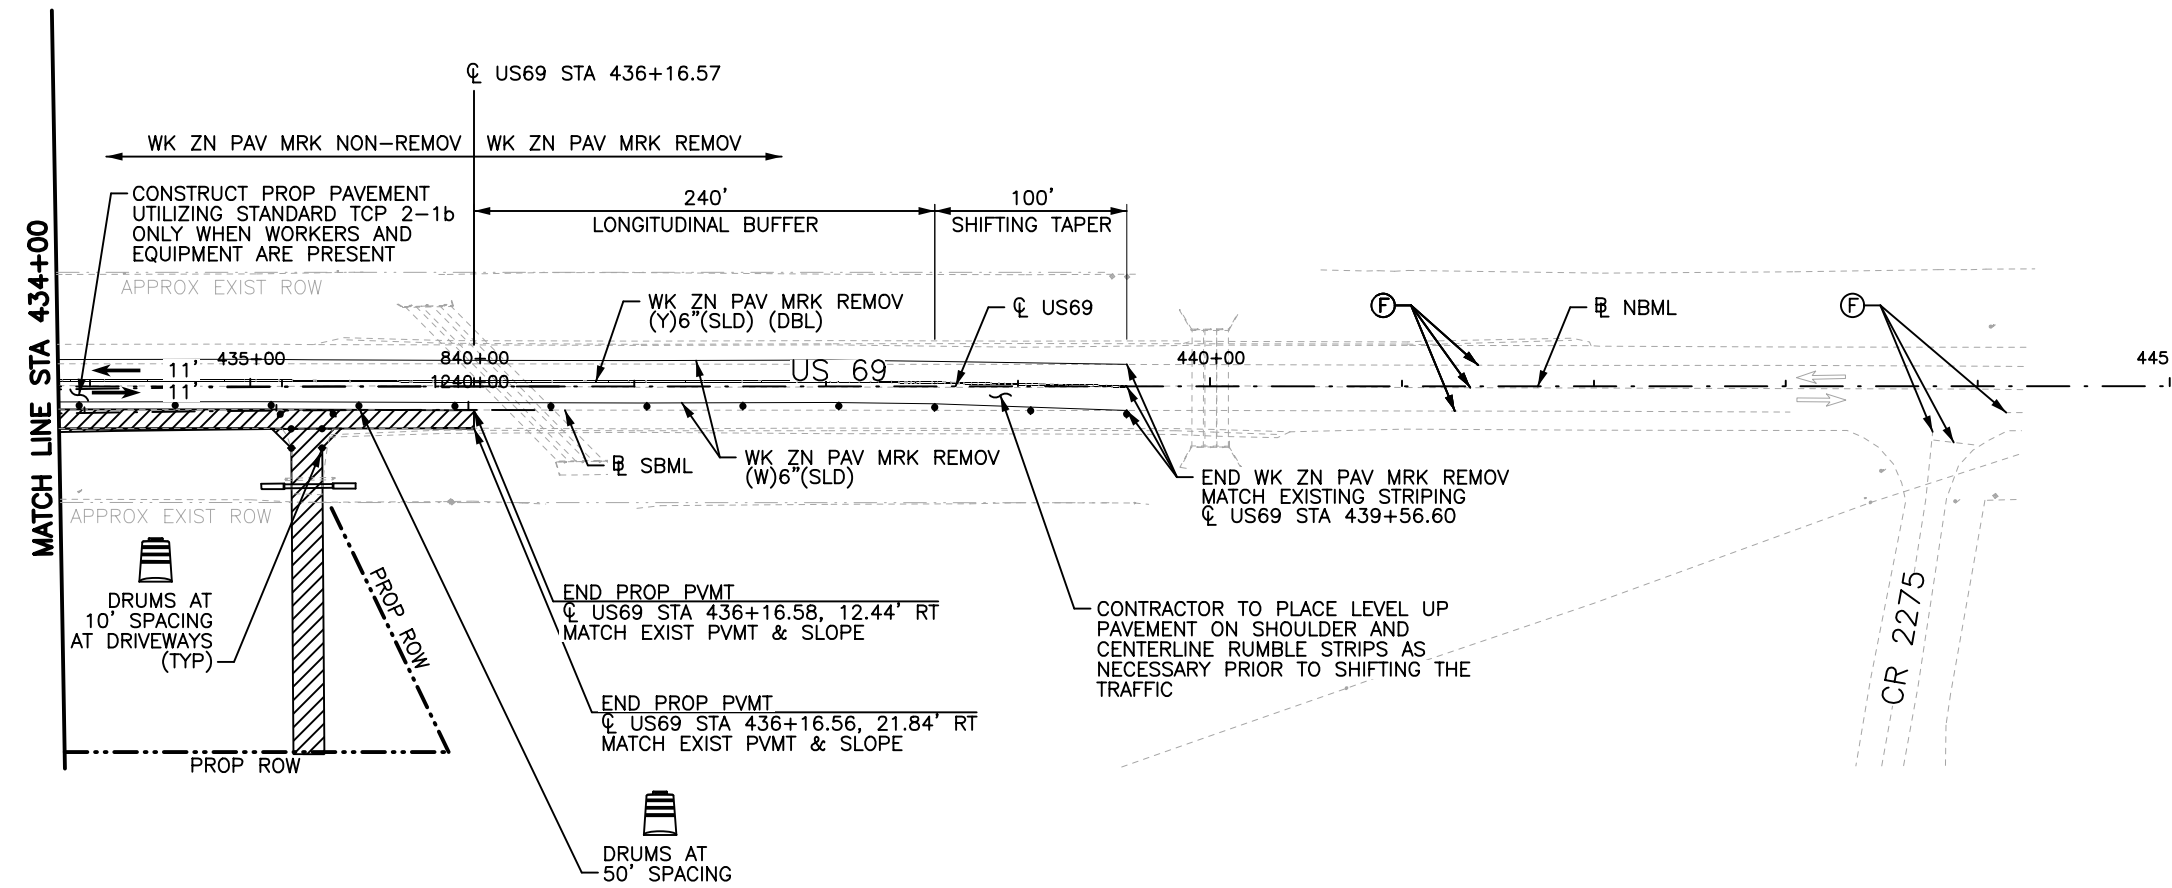 ℄ US69 STA 436+16.57
WK ZN PAV MRK NON-REMOV
WK ZN PAV MRK REMOV
CONSTRUCT PROP PAVEMENT
UTILIZING STANDARD TCP 2-1b
ONLY WHEN WORKERS AND
EQUIPMENT ARE PRESENT
240'
LONGITUDINAL BUFFER
100'
SHIFTING TAPER
MATCH LINE STA 434+00
APPROX EXIST ROW
WK ZN PAV MRK REMOV
(Y)6"(SLD) (DBL)
℄ US69
F
BL NBML
F
11'
435+00
840+00
US 69
440+00
445
11'
1240+00
BL SBML
WK ZN PAV MRK REMOV
(W)6"(SLD)
END WK ZN PAV MRK REMOV
MATCH EXISTING STRIPING
℄ US69 STA 439+56.60
APPROX EXIST ROW
DRUMS AT
10' SPACING
AT DRIVEWAYS
(TYP)
PROP ROW
END PROP PVMT
℄ US69 STA 436+16.58, 12.44' RT
MATCH EXIST PVMT & SLOPE
CONTRACTOR TO PLACE LEVEL UP
PAVEMENT ON SHOULDER AND
CENTERLINE RUMBLE STRIPS AS
NECESSARY PRIOR TO SHIFTING THE
TRAFFIC
CR 2275
END PROP PVMT
℄ US69 STA 436+16.56, 21.84' RT
MATCH EXIST PVMT & SLOPE
PROP ROW
DRUMS AT
50' SPACING